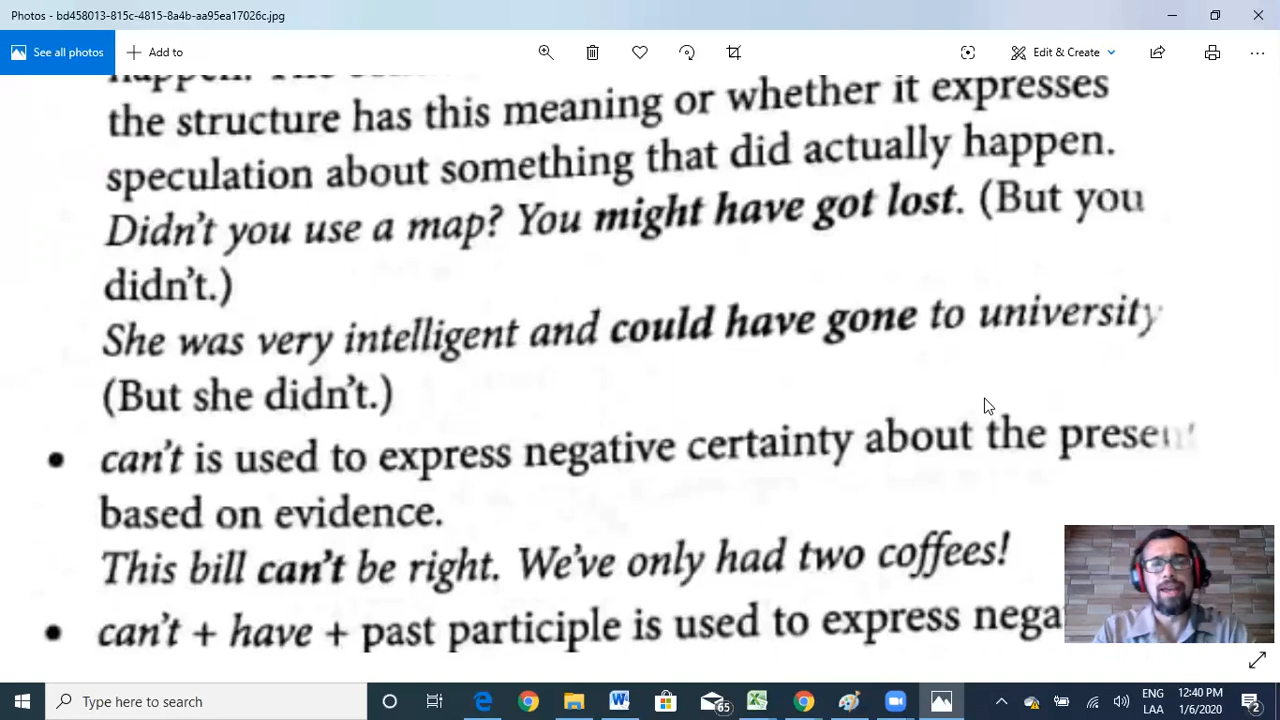 Photos - bd458013-815c-4815-8a4b-aa95ea17026c.jpg
See all photos
Add to
Edit & Create
the structure has this meaning or whether it expresses
speculation about something that did actually happen.
Didn't you use a map? You might have got lost. (But you
didn't.)
She was very intelligent and could have gone to university
(But she didn't.)
• can't is used to express negative certainty about the present
based on evidence.
This bill can't be right. We've only had two coffees!
• can't + have + past participle is used to express nega
Type here to search
65
ENG
LAA
12:40 PM
1/6/2020
2